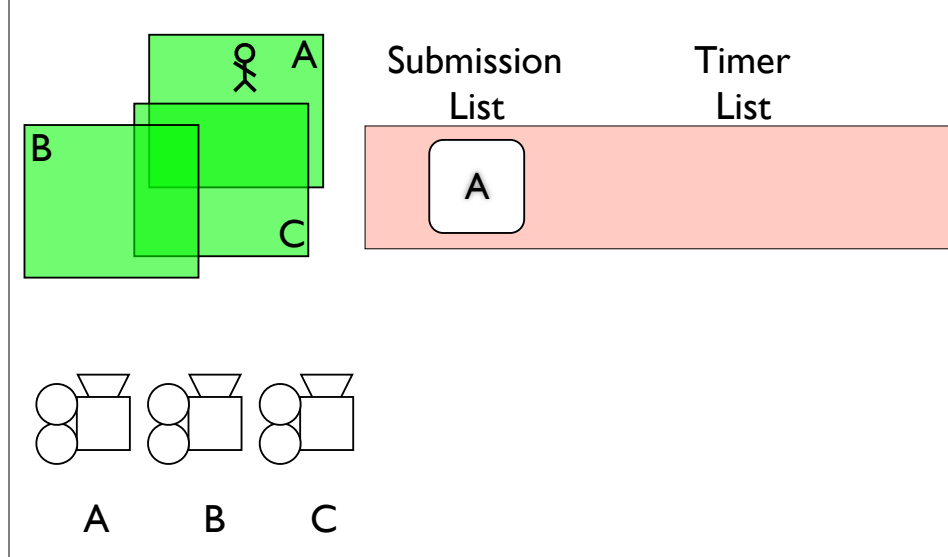 A
B
C
Submission
List
Timer
List
A
A B C